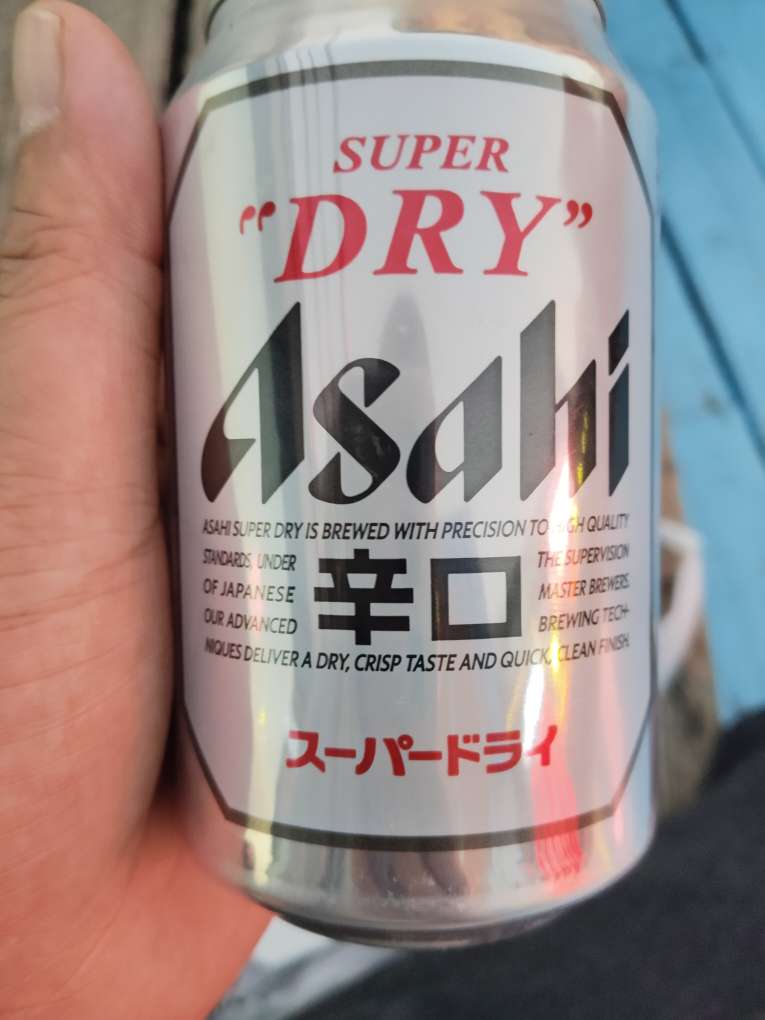 SUPER
“DRY”
Asahi
ASAHI SUPER DRY IS BREWED WITH PRECISION TO HIGH QUALITY
STANDARDS, UNDER THE SUPERVISION
OF JAPANESE MASTER BREWERS.
OUR ADVANCED BREWING TECH-
NIQUES DELIVER A DRY, CRISP TASTE AND QUICK, CLEAN FINISH.
辛口
スーパードライ